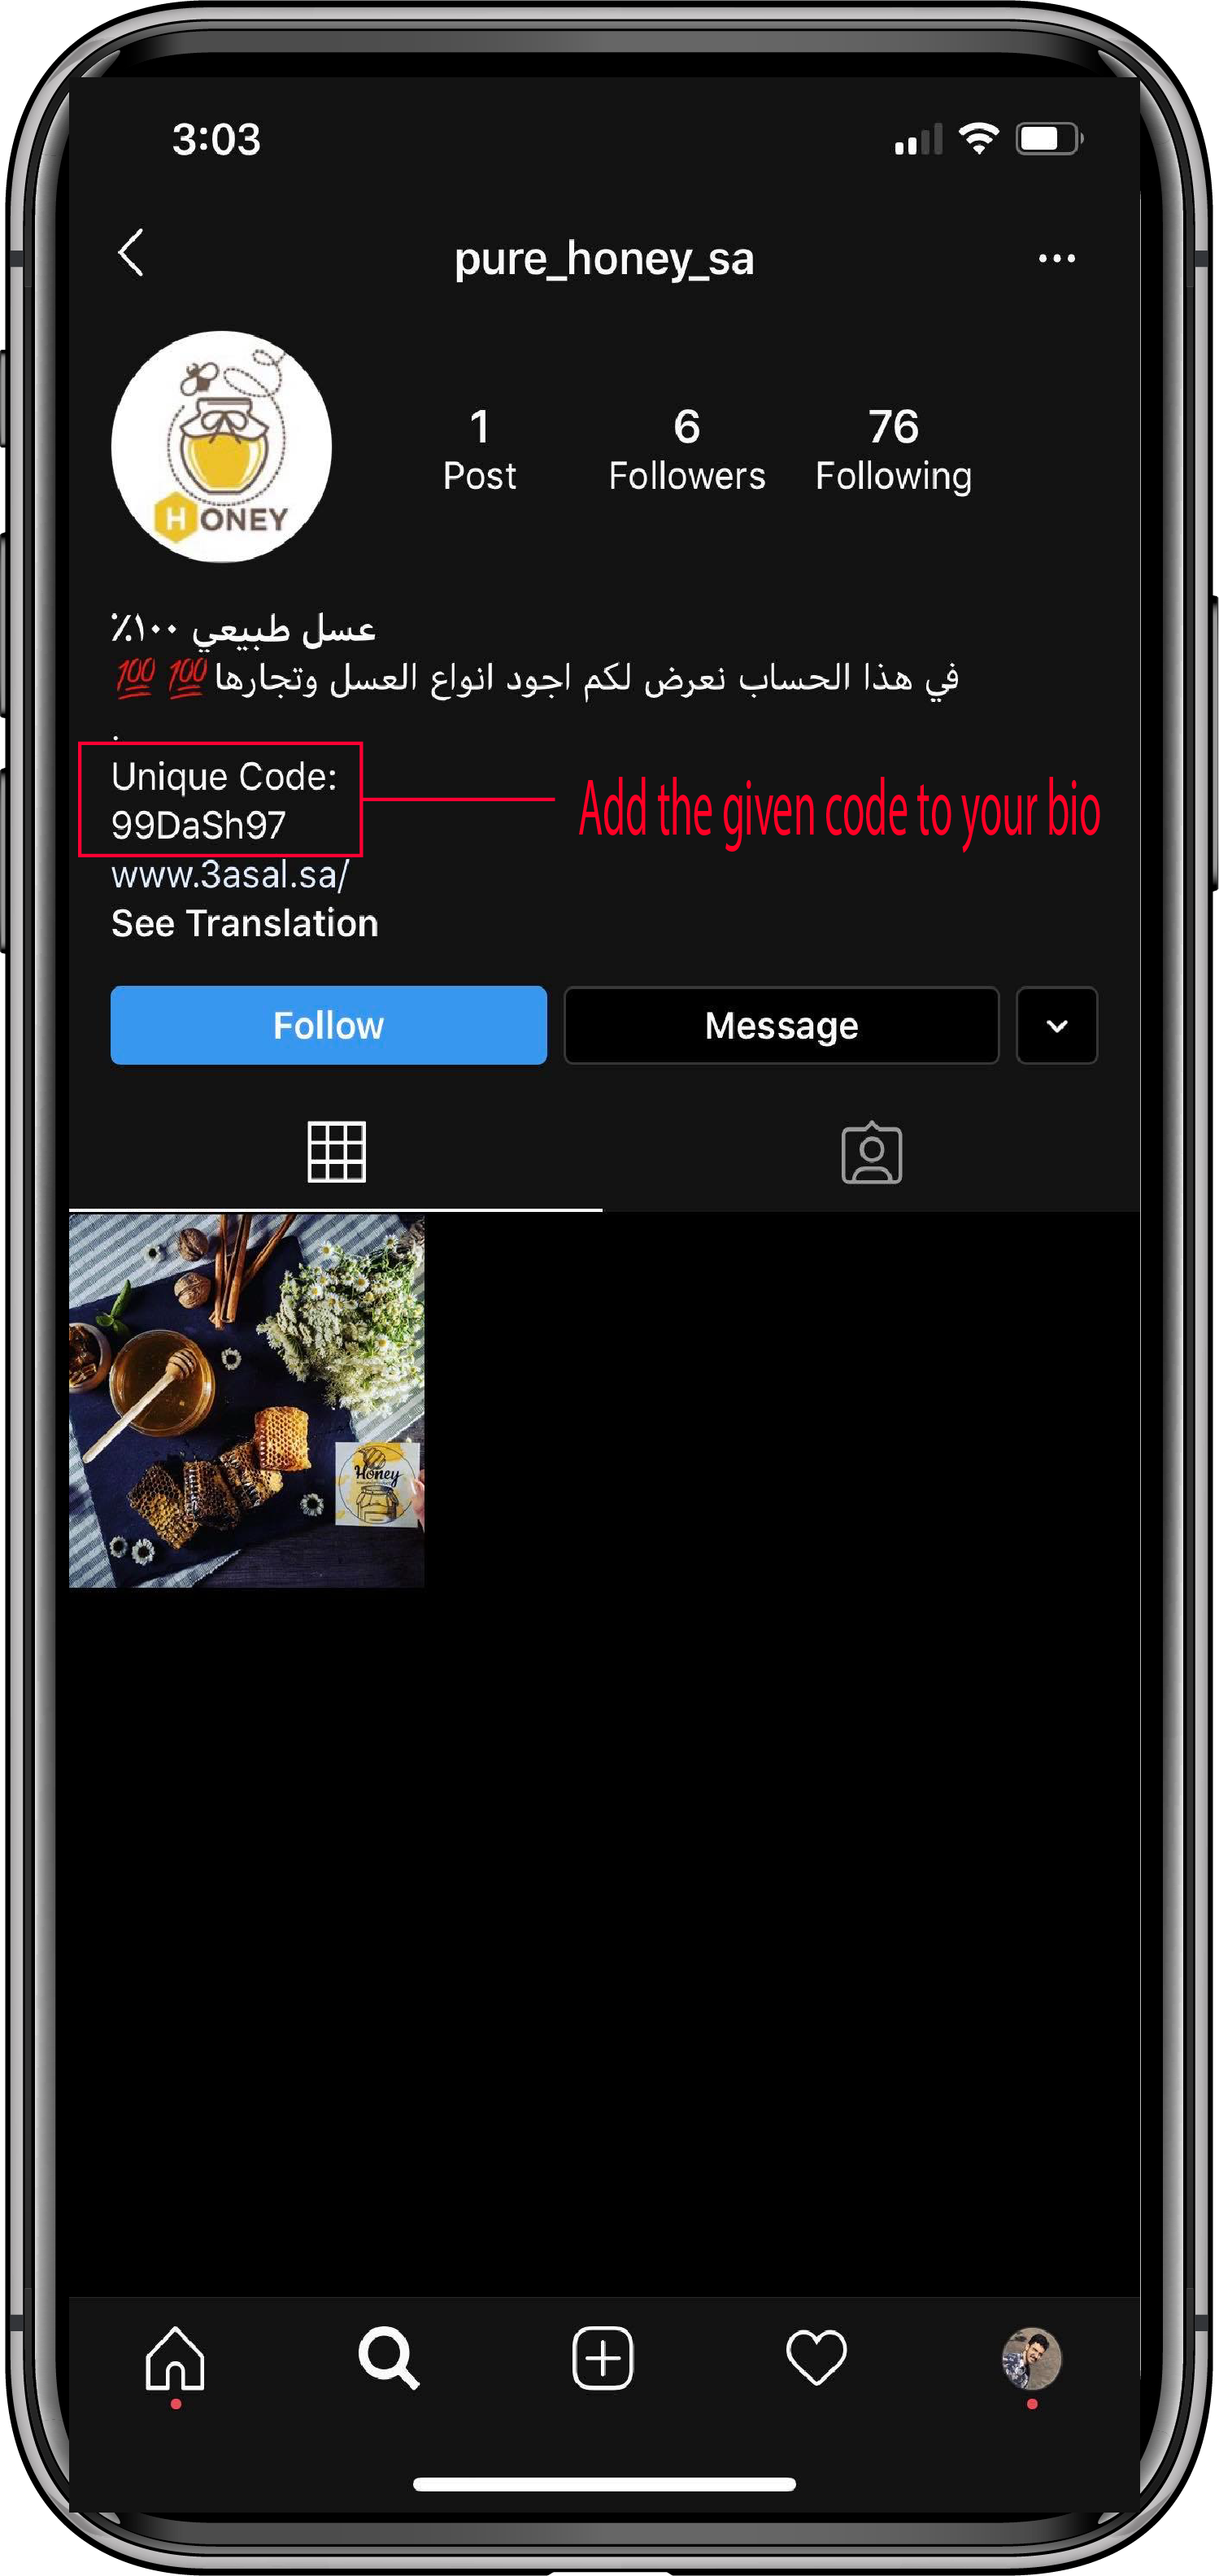 3:03
pure_honey_sa
HONEY
1
Post
6
Followers
76
Following
عسل طبيعي ١٠٠٪
في هذا الحساب نعرض لكم اجود انواع العسل وتجارها 💯 💯
.
Unique Code:
99DaSh97
Add the given code to your bio
www.3asal.sa/
See Translation
Follow
Message
Honey